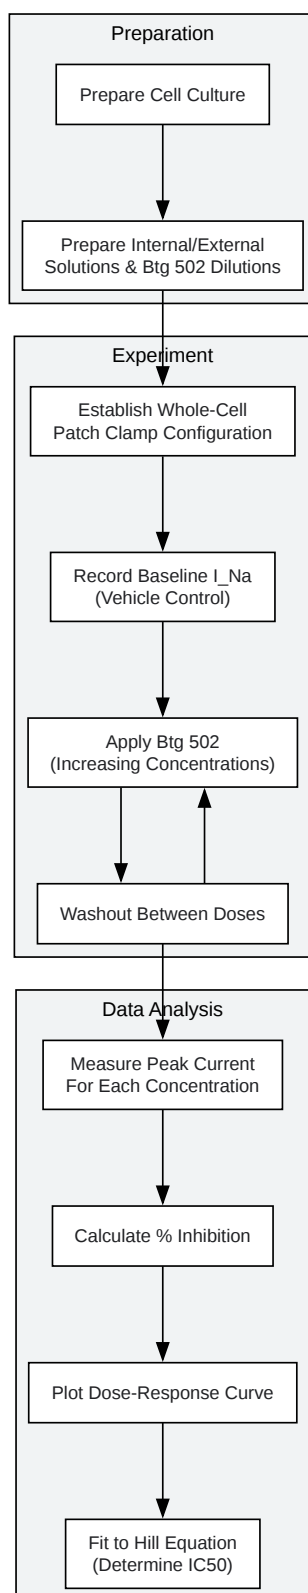 Preparation
Prepare Cell Culture
Prepare Internal/External
Solutions & Btg 502 Dilutions
Experiment
Establish Whole-Cell
Patch Clamp Configuration
Record Baseline I_Na
(Vehicle Control)
Apply Btg 502
(Increasing Concentrations)
Washout Between Doses
Data Analysis
Measure Peak Current
For Each Concentration
Calculate % Inhibition
Plot Dose-Response Curve
Fit to Hill Equation
(Determine IC50)